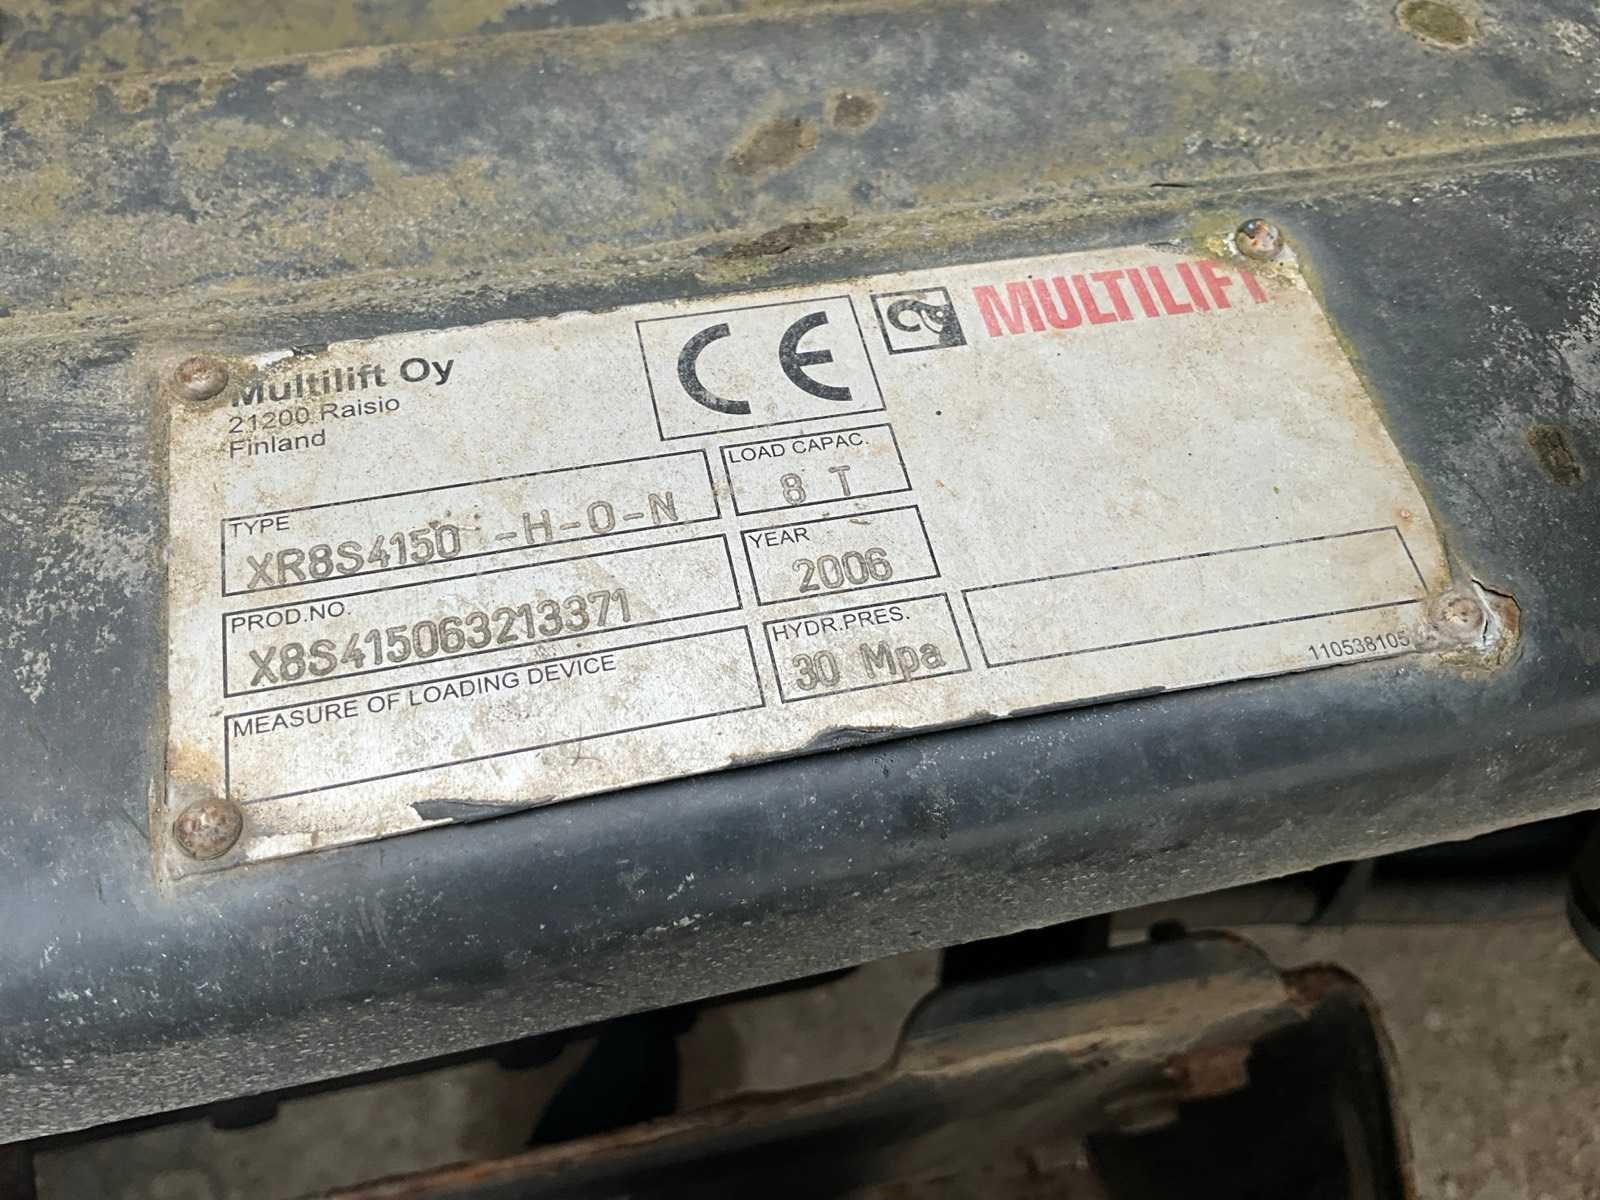 Multilift Oy
21200 Raisio
Finland
CE
MULTILIFT
TYPE
XR8S4150 -H-O-N
LOAD CAPAC.
8 T
PROD.NO.
X8S415063213371
YEAR
2006
MEASURE OF LOADING DEVICE
HYDR.PRES.
30 Mpa
110538105